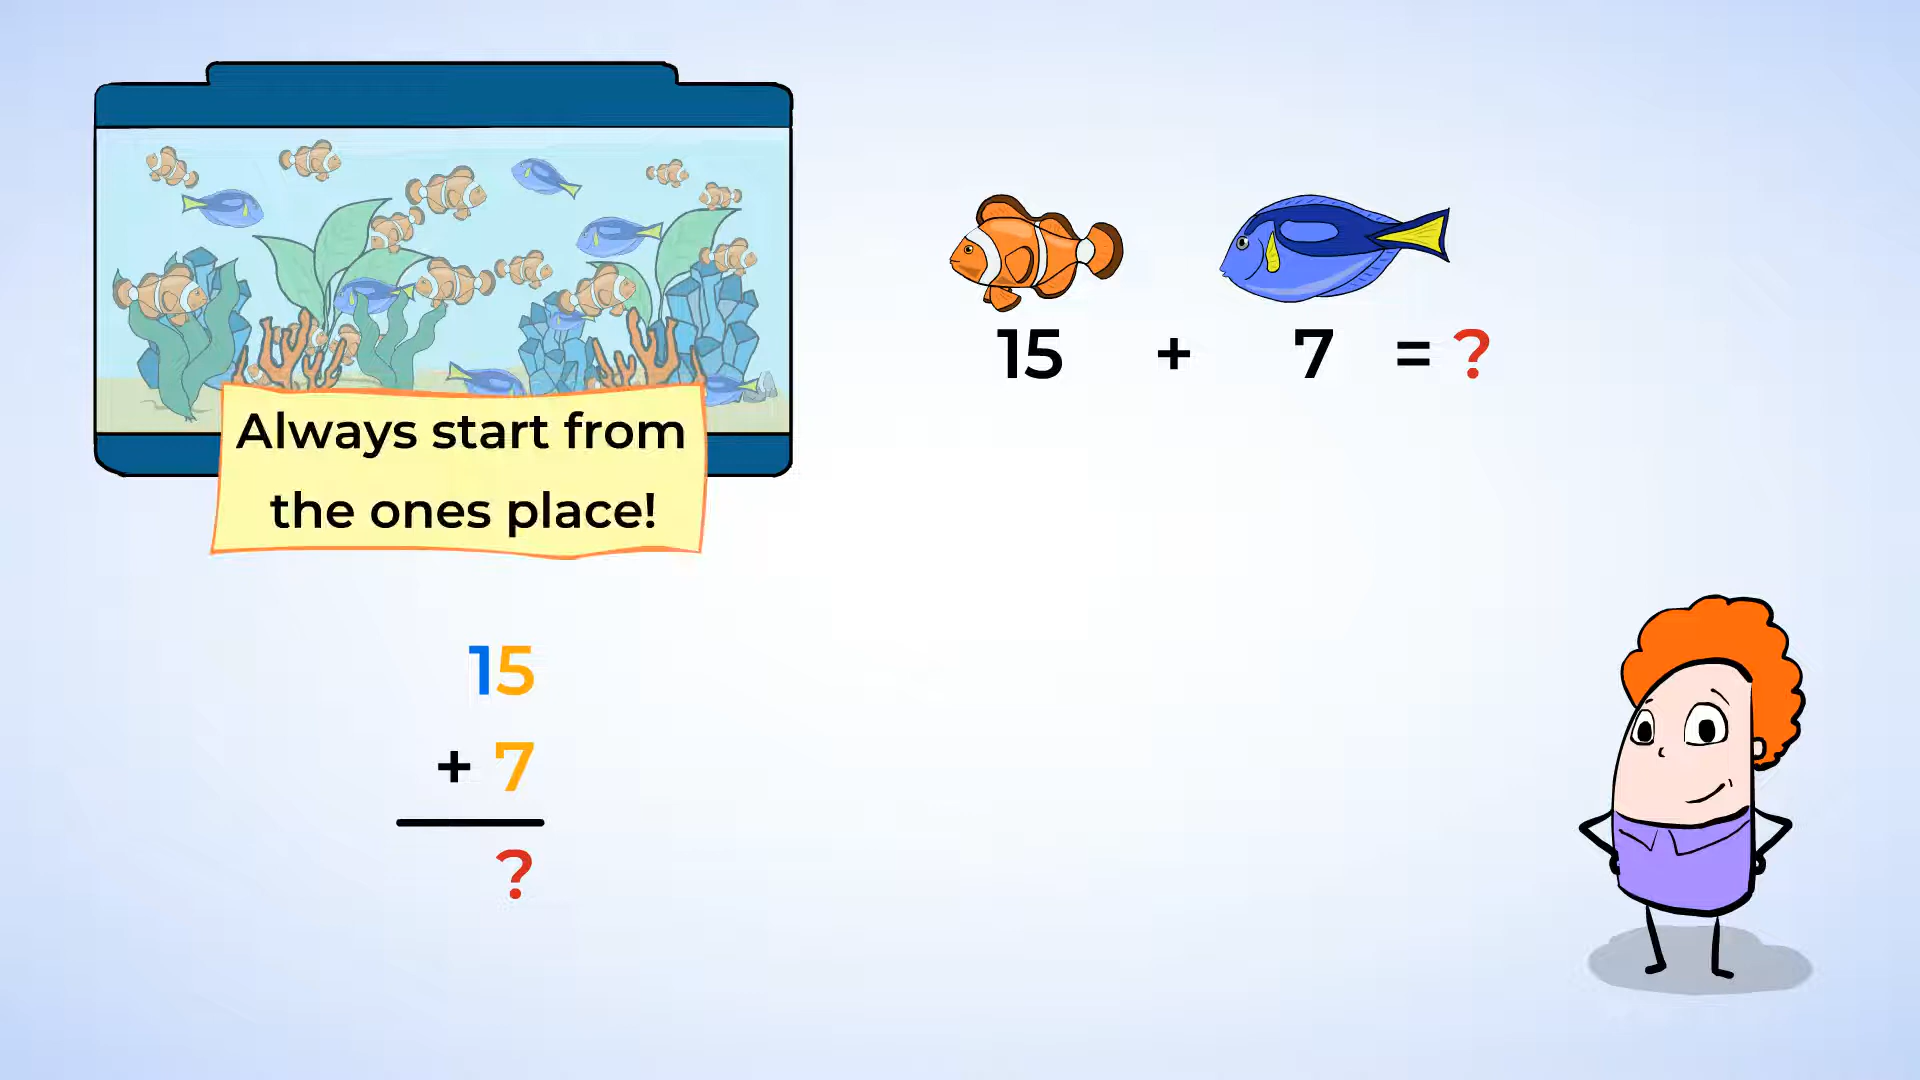 15 + 7 = ?
Always start from
the ones place!
15
+ 7
?